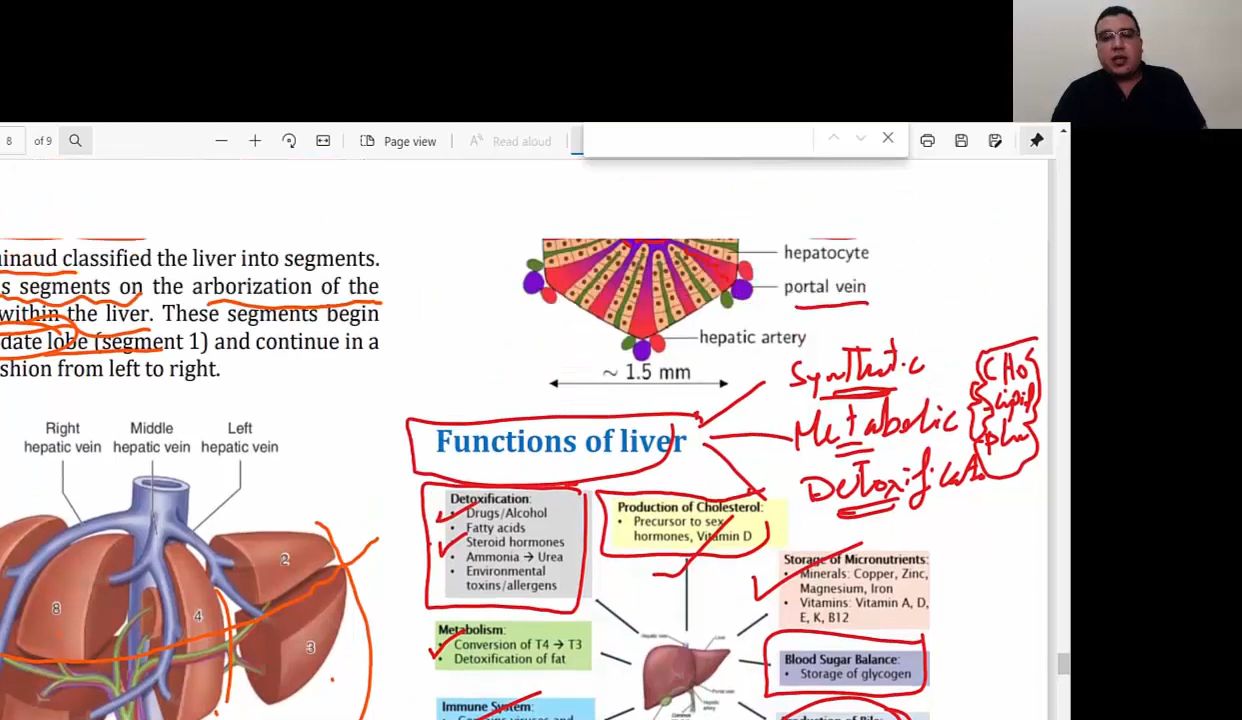 8 of 9
Page view
Read aloud
inaud classified the liver into segments.
s segments on the arborization of the
within the liver. These segments begin
date lobe (segment 1) and continue in a
shion from left to right.
Right
hepatic vein
Middle
hepatic vein
Left
hepatic vein
2
8
4
3
hepatocyte
portal vein
hepatic artery
~ 1.5 mm
Synthatic
Metabolic
Detoxificat
CHO
Lipid
Functions of liver
Detoxification:
• Drugs/Alcohol
• Fatty acids
• Steroid hormones
• Ammonia → Urea
• Environmental
toxins/allergens
Production of Cholesterol:
• Precursor to sex
hormones, Vitamin D
Storage of Micronutrients:
• Minerals: Copper, Zinc,
Magnesium, Iron
• Vitamins: Vitamin A, D,
E, K, B12
Metabolism:
• Conversion of T4 → T3
• Detoxification of fat
Blood Sugar Balance:
• Storage of glycogen
Immune System:
Production of Bile: